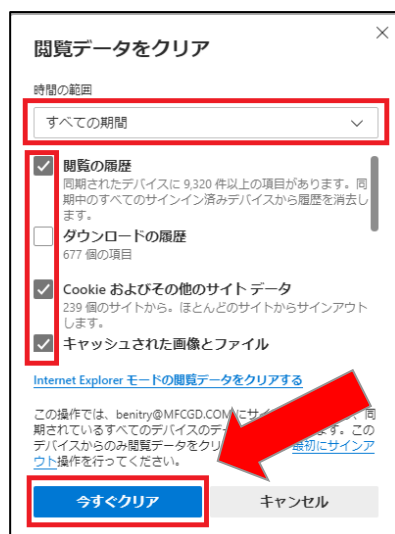 閲覧データをクリア
時間の範囲
すべての期間
閲覧の履歴
同期されたデバイスに 9,320 件以上の項目があります。同
期中のすべてのサインイン済みデバイスから履歴を消去し
ます。
ダウンロードの履歴
677 個の項目
Cookie およびその他のサイト データ
239 個のサイトから。ほとんどのサイトからサインアウト
します。
キャッシュされた画像とファイル
Internet Explorer モードの閲覧データをクリアする
この操作では、benitry@MFCGD.COM にサ 同
期されているすべてのデバイスのデー ます。この
デバイスからのみ閲覧データをクリ 最初にサインア
ウト操作を行ってください。
今すぐクリア
キャンセル